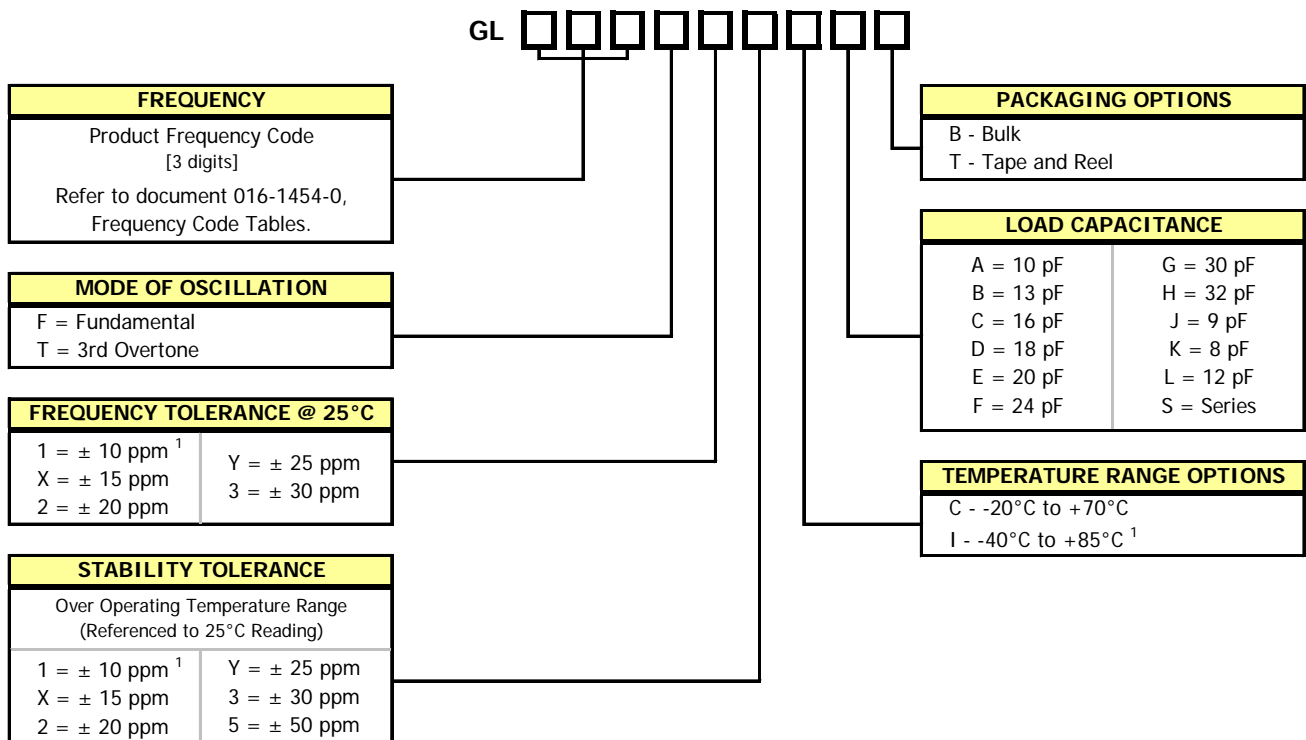 GL
FREQUENCY
Product Frequency Code
[3 digits]
Refer to document 016-1454-0,
Frequency Code Tables.
MODE OF OSCILLATION
F = Fundamental
T = 3rd Overtone
FREQUENCY TOLERANCE @ 25°C
1 = ± 10 ppm 1
X = ± 15 ppm
2 = ± 20 ppm
Y = ± 25 ppm
3 = ± 30 ppm
STABILITY TOLERANCE
Over Operating Temperature Range
(Referenced to 25°C Reading)
1 = ± 10 ppm 1
X = ± 15 ppm
2 = ± 20 ppm
Y = ± 25 ppm
3 = ± 30 ppm
5 = ± 50 ppm
PACKAGING OPTIONS
B - Bulk
T - Tape and Reel
LOAD CAPACITANCE
A = 10 pF
B = 13 pF
C = 16 pF
D = 18 pF
E = 20 pF
F = 24 pF
G = 30 pF
H = 32 pF
J = 9 pF
K = 8 pF
L = 12 pF
S = Series
TEMPERATURE RANGE OPTIONS
C - -20°C to +70°C
I - -40°C to +85°C 1